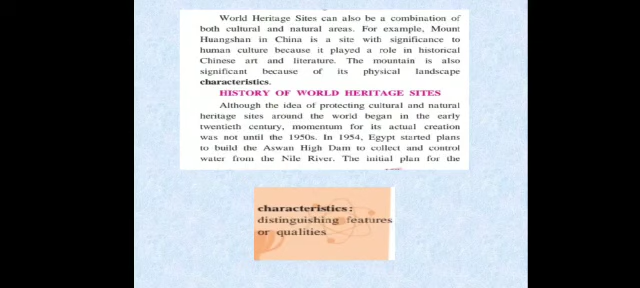 World Heritage Sites can also be a combination of
both cultural and natural areas. For example, Mount
Huangshan in China is a site with significance to
human culture because it played a role in historical
Chinese art and literature. The mountain is also
significant because of its physical landscape
characteristics.
HISTORY OF WORLD HERITAGE SITES
Although the idea of protecting cultural and natural
heritage sites around the world began in the early
twentieth century, momentum for its actual creation
was not until the 1950s. In 1954, Egypt started plans
to build the Aswan High Dam to collect and control
water from the Nile River. The initial plan for the
characteristics:
distinguishing features
or qualities